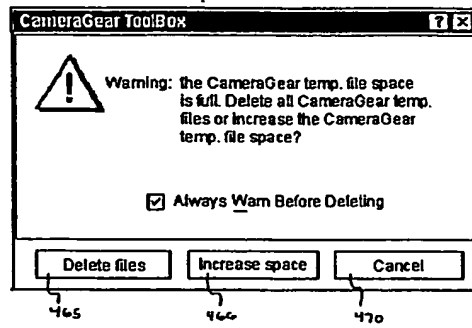 CameraGear ToolBox
Warning: the CameraGear temp. file space
is full. Delete all CameraGear temp.
files or increase the CameraGear
temp. file space?
Always Warn Before Deleting
Delete files Increase space Cancel
465 466 470